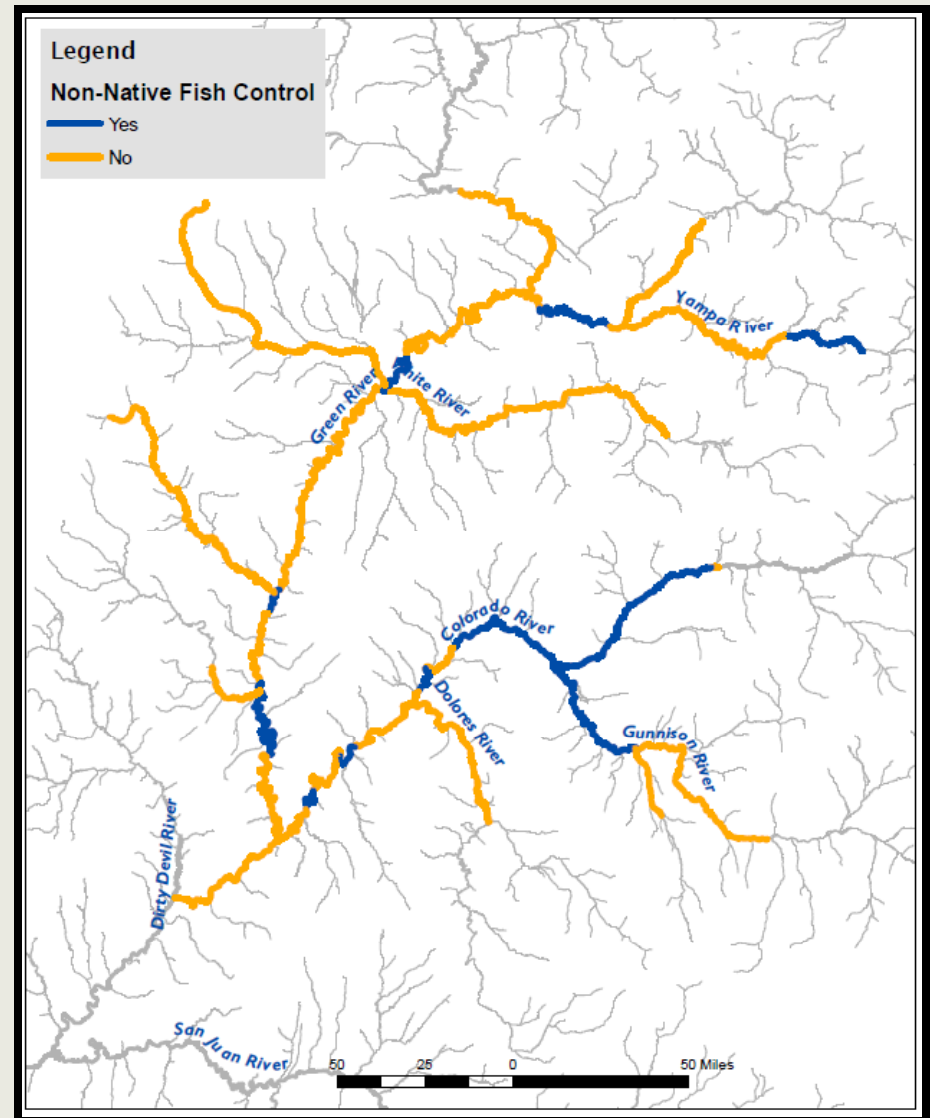 Legend
Non-Native Fish Control
Yes
No
Yampa River
White River
Green River
Colorado River
Dolores River
Gunnison
River
Dirty Devil River
San Juan River
50 25 0 50 Miles